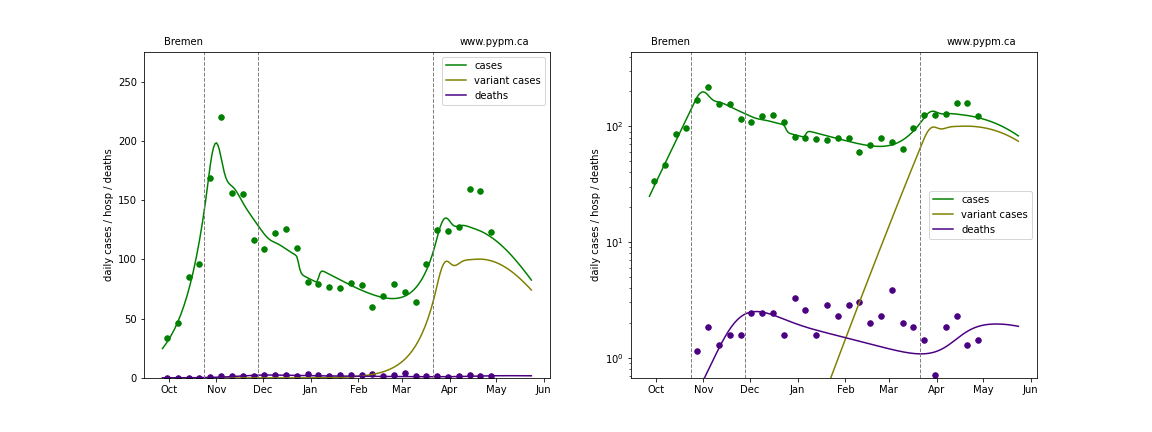 Bremen
www.pypm.ca
cases
variant cases
deaths
daily cases / hosp / deaths
250
200
150
100
50
0
Oct
Nov
Dec
Jan
Feb
Mar
Apr
May
Jun
Bremen
www.pypm.ca
cases
variant cases
deaths
daily cases / hosp / deaths
10²
10¹
10⁰
Oct
Nov
Dec
Jan
Feb
Mar
Apr
May
Jun